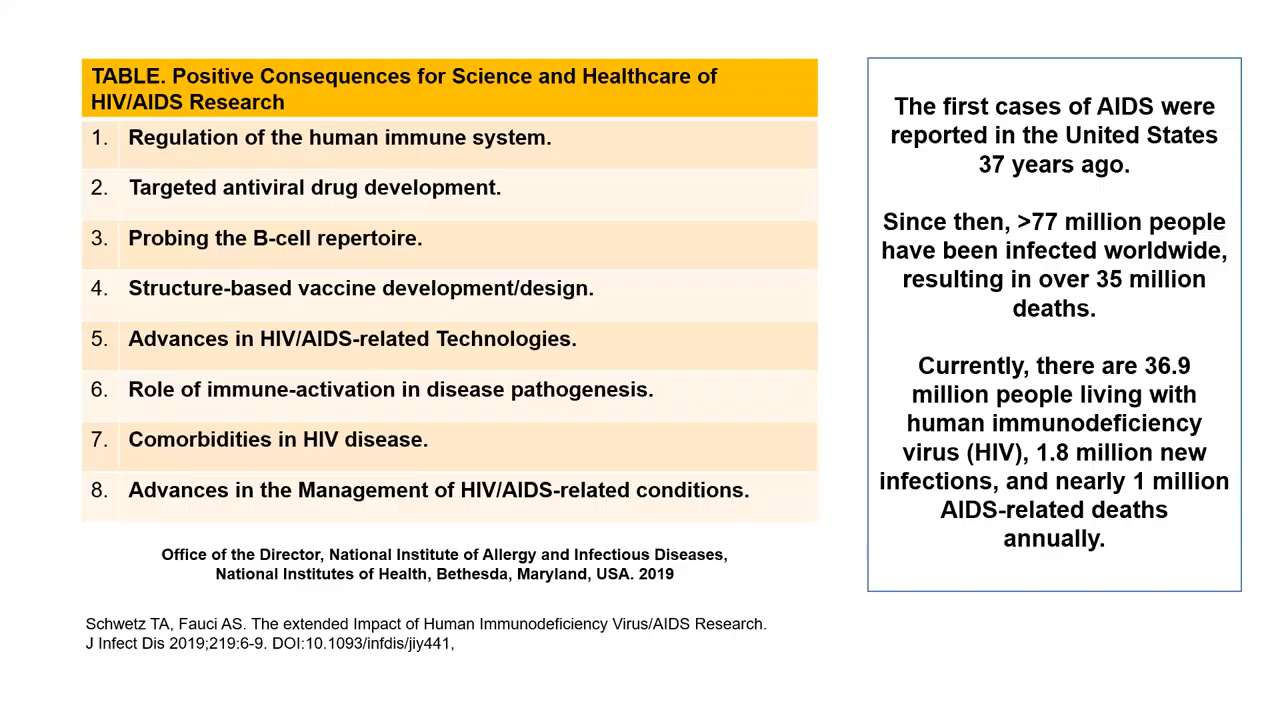 TABLE. Positive Consequences for Science and Healthcare of
HIV/AIDS Research
1. Regulation of the human immune system.
2. Targeted antiviral drug development.
3. Probing the B-cell repertoire.
4. Structure-based vaccine development/design.
5. Advances in HIV/AIDS-related Technologies.
6. Role of immune-activation in disease pathogenesis.
7. Comorbidities in HIV disease.
8. Advances in the Management of HIV/AIDS-related conditions.
Office of the Director, National Institute of Allergy and Infectious Diseases,
National Institutes of Health, Bethesda, Maryland, USA. 2019
Schwetz TA, Fauci AS. The extended Impact of Human Immunodeficiency Virus/AIDS Research.
J Infect Dis 2019;219:6-9. DOI:10.1093/infdis/jiy441,
The first cases of AIDS were
reported in the United States
37 years ago.
Since then, >77 million people
have been infected worldwide,
resulting in over 35 million
deaths.
Currently, there are 36.9
million people living with
human immunodeficiency
virus (HIV), 1.8 million new
infections, and nearly 1 million
AIDS-related deaths
annually.